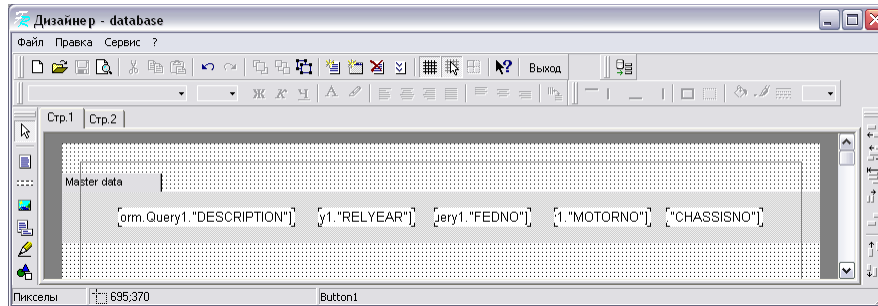 Дизайнер - database
Файл Правка Сервис ?
Выход
Ж К Ч A
Стр.1 Стр.2
Master data
orm.Query1."DESCRIPTION"] y1."RELYEAR"] uery1."FEDNO"] 1."MOTORNO"] ."CHASSISNO"]
Пикселы 695;370 Button1